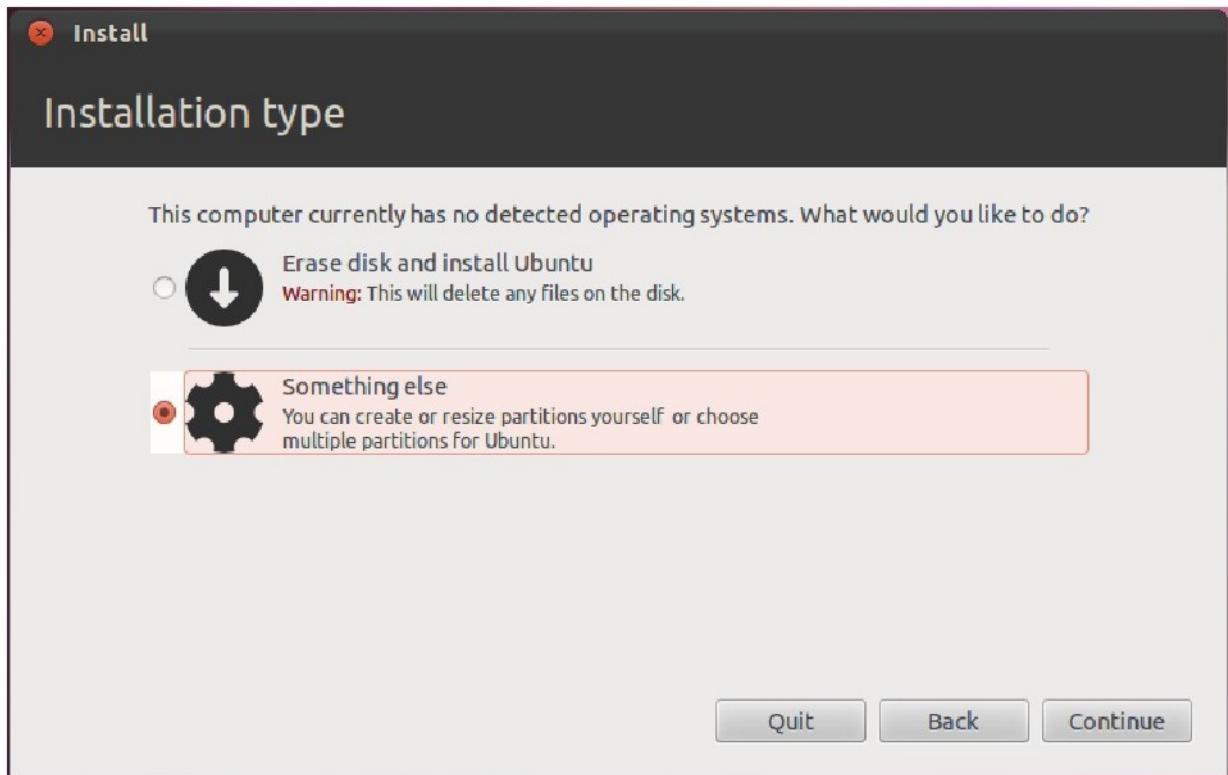 Install
Installation type
This computer currently has no detected operating systems. What would you like to do?
Erase disk and install Ubuntu
Warning: This will delete any files on the disk.
Something else
You can create or resize partitions yourself or choose
multiple partitions for Ubuntu.
Quit Back Continue